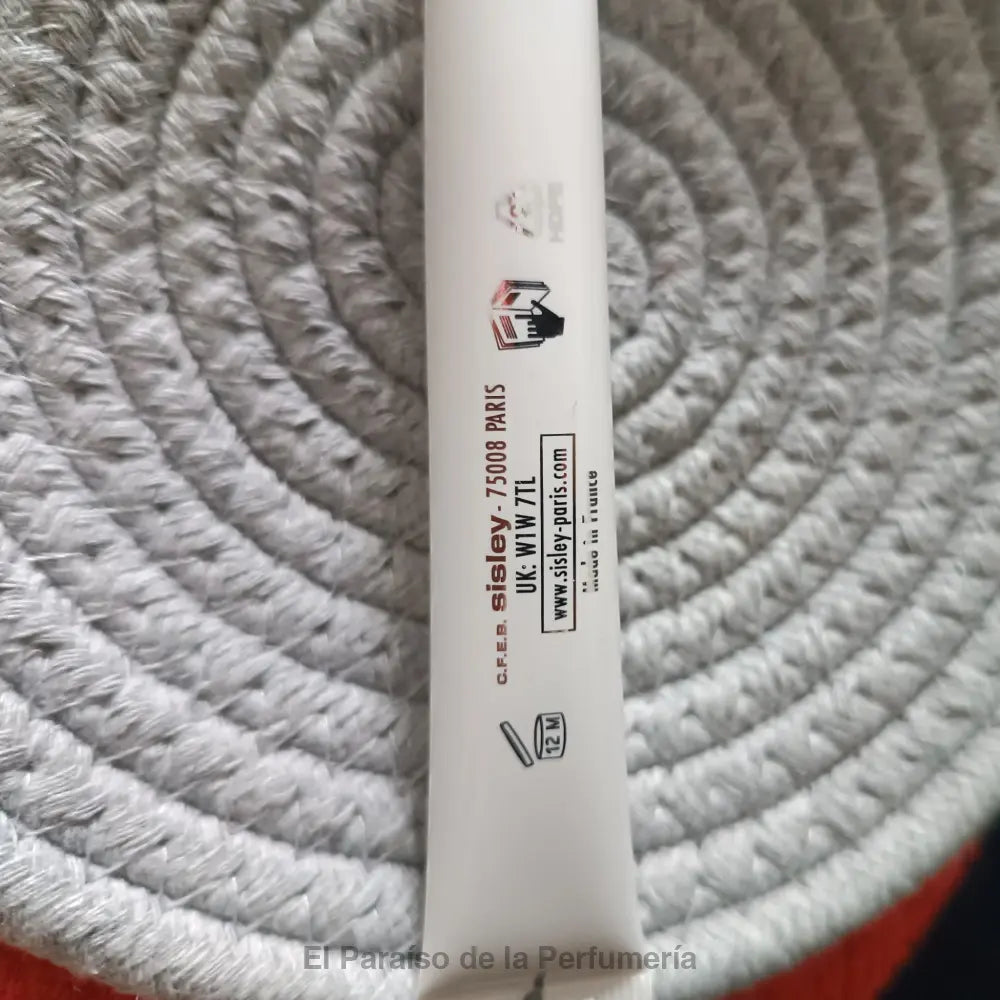 HDPE
C.F.E.B. sisley - 75008 PARIS
UK: W1W 7TL
www.sisley-paris.com
Made in France
12 M
El Paraíso de la Perfumería